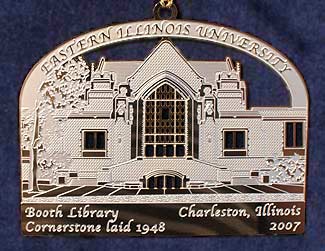 EASTERN ILLINOIS UNIVERSITY
Booth Library Charleston, Illinois
Cornerstone laid 1948 2007